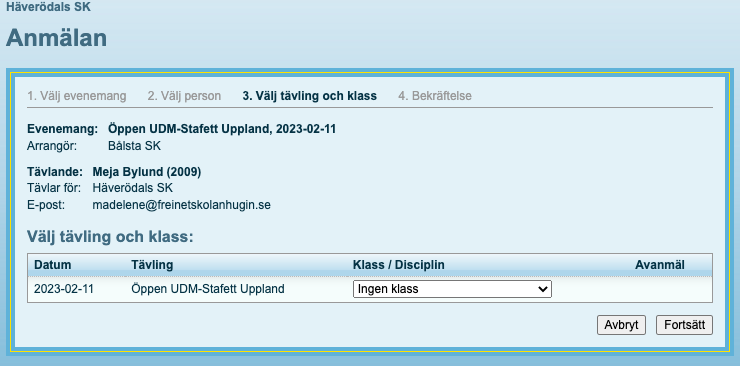 Häverödals SK
Anmälan
1. Välj evenemang 2. Välj person 3. Välj tävling och klass 4. Bekräftelse
Evenemang: Öppen UDM-Stafett Uppland, 2023-02-11
Arrangör: Bålsta SK
Tävlande: Meja Bylund (2009)
Tävlar för: Häverödals SK
E-post: madelene@freinetskolanhugin.se
Välj tävling och klass:
Datum Tävling Klass / Disciplin Avanmäl
2023-02-11 Öppen UDM-Stafett Uppland Ingen klass
Avbryt Fortsätt